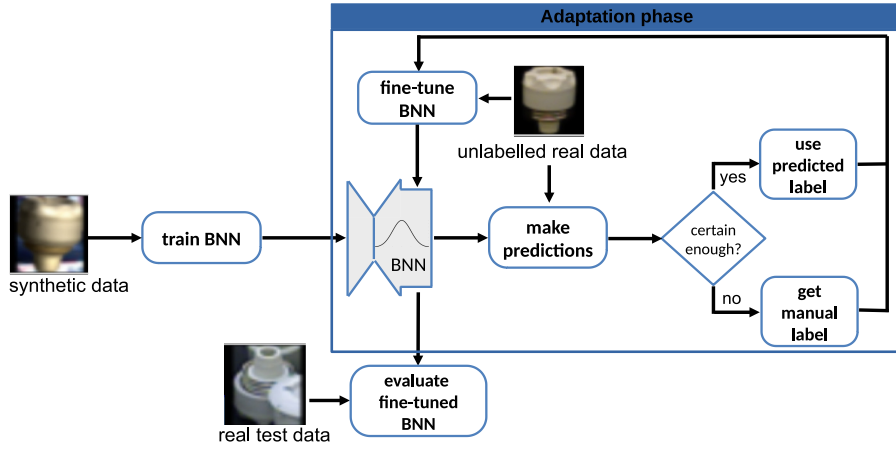 Adaptation phase
fine-tune
BNN
unlabelled real data
use
predicted
label
yes
train BNN
make
predictions
certain
enough?
BNN
synthetic data
no
get
manual
label
evaluate
fine-tuned
BNN
real test data